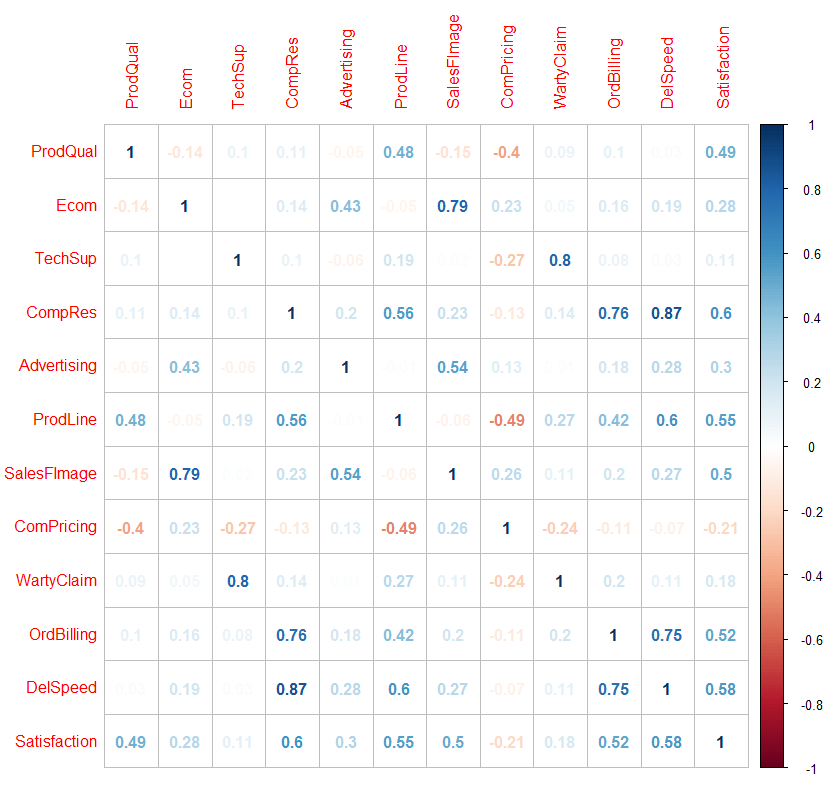 ProdQual Ecom TechSup CompRes Advertising ProdLine SalesFImage ComPricing WartyClaim OrdBilling DelSpeed Satisfaction
ProdQual 1 -0.14 0.1 0.11 -0.05 0.48 -0.15 -0.4 0.09 0.1 0.03 0.49
Ecom -0.14 1 0.14 0.43 -0.05 0.79 0.23 0.05 0.16 0.19 0.28
TechSup 0.1 1 0.1 -0.06 0.19 -0.27 0.8 0.08 0.03 0.11
CompRes 0.11 0.14 0.1 1 0.2 0.56 0.23 -0.13 0.14 0.76 0.87 0.6
Advertising -0.05 0.43 -0.06 0.2 1 0.54 0.13 0.18 0.28 0.3
ProdLine 0.48 -0.05 0.19 0.56 1 -0.06 -0.49 0.27 0.42 0.6 0.55
SalesFImage -0.15 0.79 0.23 0.54 -0.06 1 0.26 0.11 0.2 0.27 0.5
ComPricing -0.4 0.23 -0.27 -0.13 0.13 -0.49 0.26 1 -0.24 -0.11 -0.07 -0.21
WartyClaim 0.09 0.05 0.8 0.14 0.27 0.11 -0.24 1 0.2 0.11 0.18
OrdBilling 0.1 0.16 0.08 0.76 0.18 0.42 0.2 -0.11 0.2 1 0.75 0.52
DelSpeed 0.03 0.19 0.03 0.87 0.28 0.6 0.27 -0.07 0.11 0.75 1 0.58
Satisfaction 0.49 0.28 0.11 0.6 0.3 0.55 0.5 -0.21 0.18 0.52 0.58 1
1
0.8
0.6
0.4
0.2
0
-0.2
-0.4
-0.6
-0.8
-1